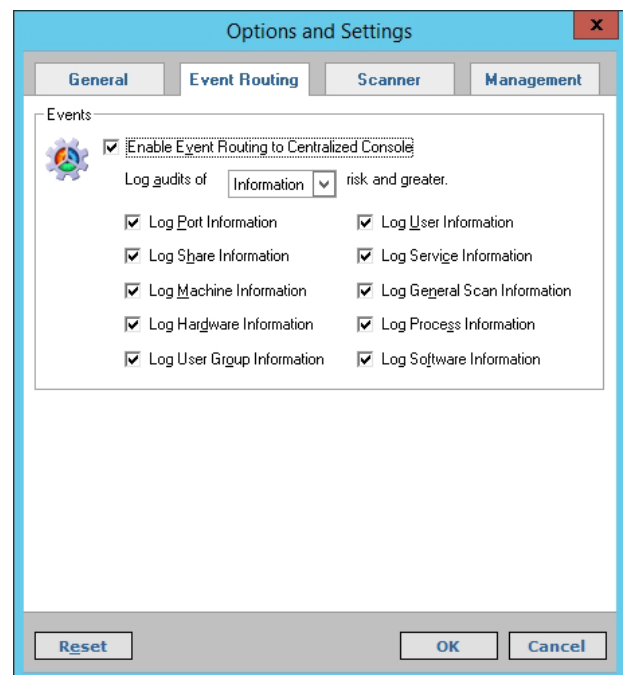 Options and Settings
x
General Event Routing Scanner Management
Events
Enable Event Routing to Centralized Console
Log audits of Information risk and greater.
Log Port Information Log User Information
Log Share Information Log Service Information
Log Machine Information Log General Scan Information
Log Hardware Information Log Process Information
Log User Group Information Log Software Information
Reset OK Cancel